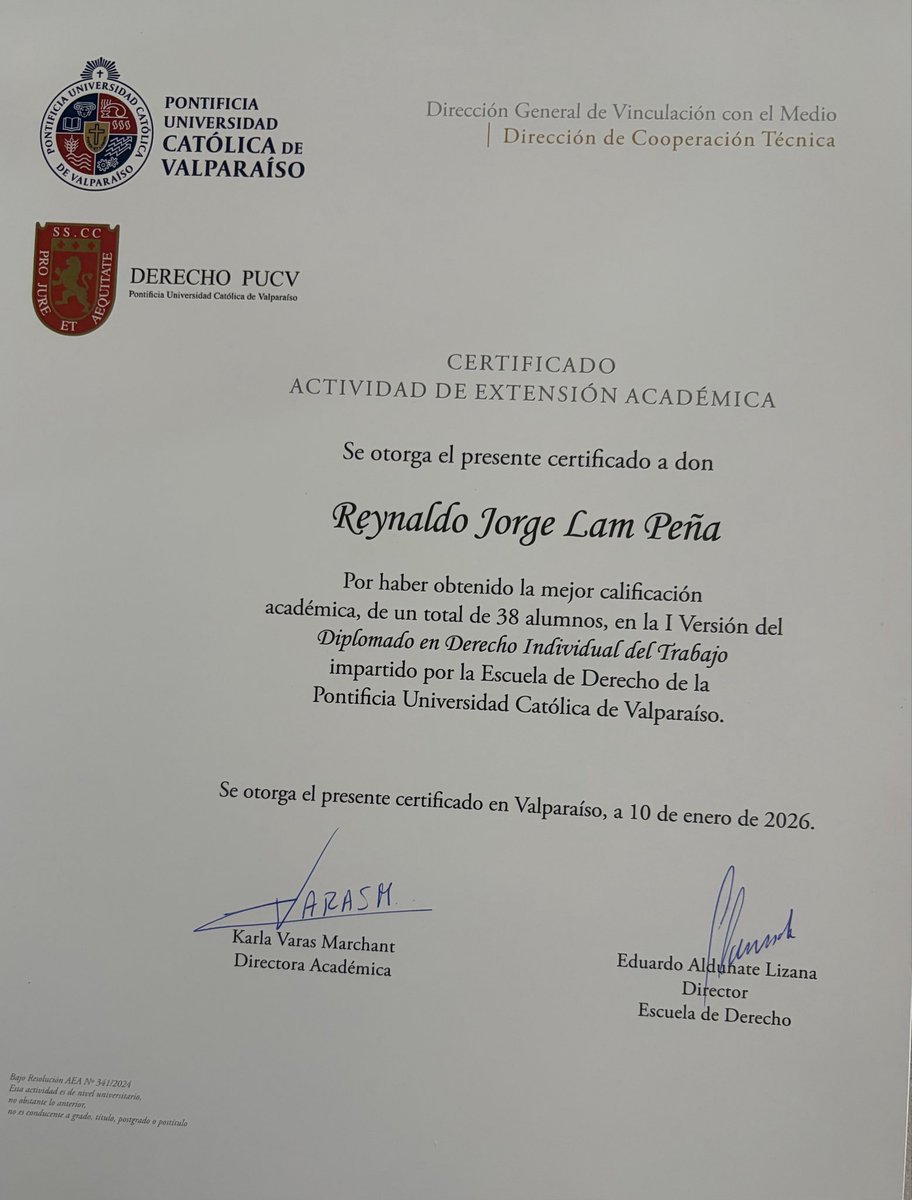 PONTIFICIA UNIVERSIDAD CATÓLICA DE VALPARAÍSO
PONTIFICIA
UNIVERSIDAD
CATÓLICA DE
VALPARAÍSO
Dirección General de Vinculación con el Medio
Dirección de Cooperación Técnica
SS.CC
PRO JURE ET AEQUITATE
DERECHO PUCV
Pontificia Universidad Católica de Valparaíso
CERTIFICADO
ACTIVIDAD DE EXTENSIÓN ACADÉMICA
Se otorga el presente certificado a don
Reynaldo Jorge Lam Peña
Por haber obtenido la mejor calificación
académica, de un total de 38 alumnos, en la I Versión del
Diplomado en Derecho Individual del Trabajo
impartido por la Escuela de Derecho de la
Pontificia Universidad Católica de Valparaíso.
Se otorga el presente certificado en Valparaíso, a 10 de enero de 2026.
VARASM.
Karla Varas Marchant
Directora Académica
Eduardo Aldunate Lizana
Director
Escuela de Derecho
Bajo Resolución AEA Nº 341/2024
Esta actividad es de nivel universitario,
no obstante lo anterior,
no es conducente a grado, título, postgrado o postítulo